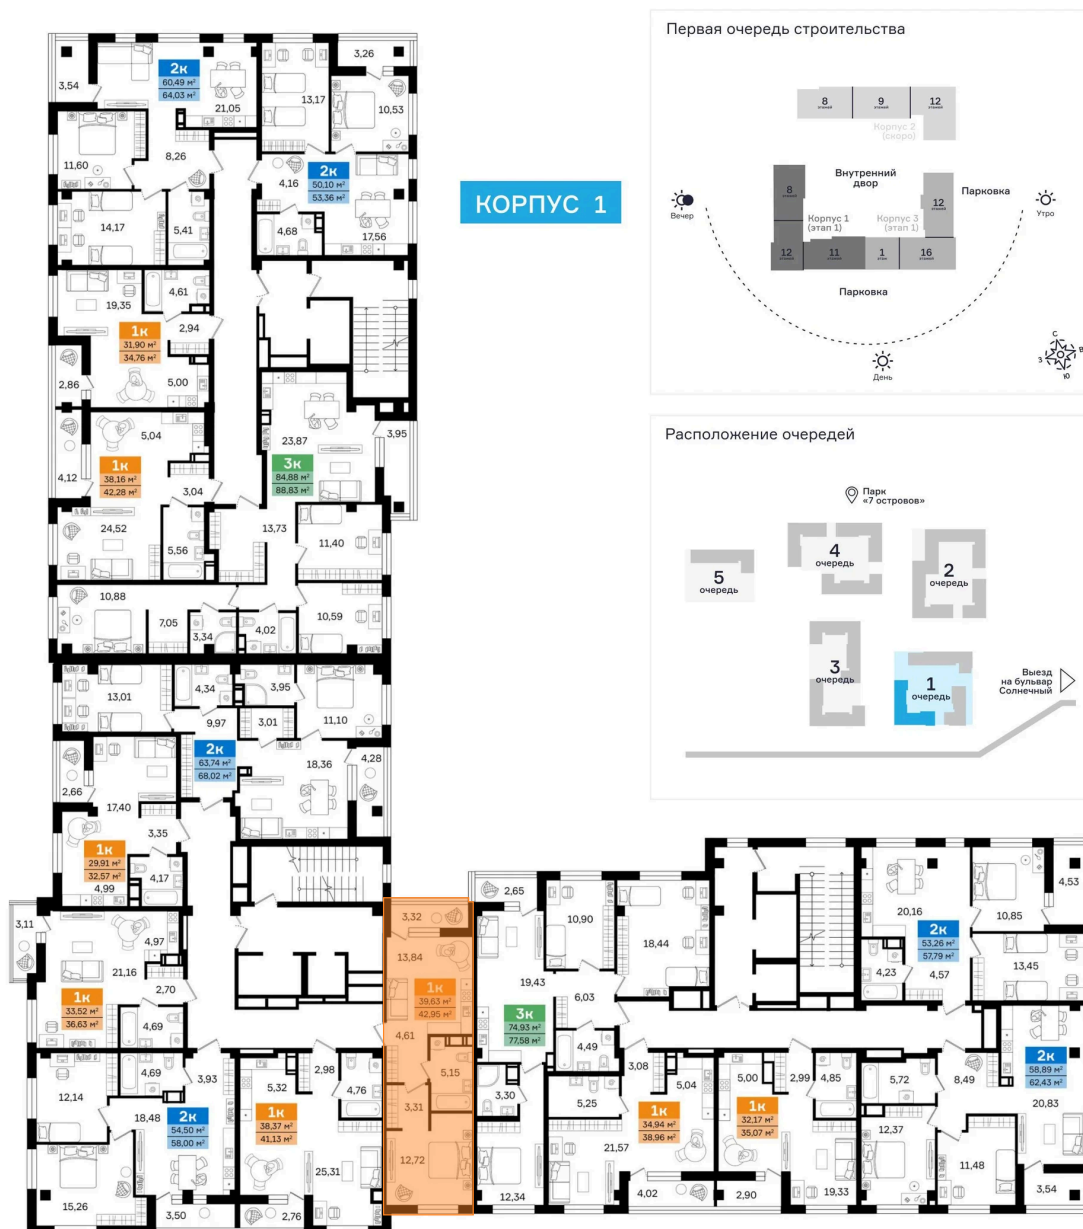 Первая очередь строительства
8
этажей
9
этажей
12
этажей
Корпус 2
(скоро)
Внутренний
двор
8
этажей
12
этажей
Парковка
Вечер
Утро
Корпус 1
(этап 1)
Корпус 3
(этап 1)
12
этажей
11
этажей
1
этаж
16
этажей
Парковка
День
С
В
З
Ю
КОРПУС 1
Расположение очередей
Парк
«7 островов»
5
очередь
4
очередь
2
очередь
3
очередь
1
очередь
Выезд
на бульвар
Солнечный
3,54
2к
60,49 м²
64,03 м²
21,05
13,17
3,26
10,53
11,60
8,26
4,16
2к
50,10 м²
53,36 м²
14,17
5,41
4,68
17,56
19,35
4,61
2,94
1к
31,90 м²
34,76 м²
2,86
5,00
5,04
23,87
3,95
4,12
1к
38,16 м²
42,28 м²
3,04
3к
84,88 м²
88,83 м²
24,52
5,56
13,73
11,40
10,88
7,05
3,34
4,02
10,59
13,01
4,34
3,95
11,10
9,97
3,01
2к
63,74 м²
68,02 м²
18,36
4,28
2,66
17,40
3,35
1к
29,91 м²
32,57 м²
4,99
4,17
3,11
4,97
21,16
2,70
1к
33,52 м²
36,63 м²
4,69
3,32
13,84
1к
39,63 м²
42,95 м²
4,61
5,15
3,31
12,72
2,65
10,90
18,44
19,43
6,03
3к
74,93 м²
77,58 м²
4,49
20,16
2к
53,26 м²
57,79 м²
10,85
4,53
4,23
4,57
13,45
12,14
4,69
3,93
18,48
2к
54,50 м²
58,00 м²
15,26
3,50
5,32
2,98
4,76
1к
38,37 м²
41,13 м²
25,31
2,76
3,30
5,25
3,08
5,04
1к
34,94 м²
38,96 м²
21,57
12,34
4,02
5,00
2,99
4,85
1к
32,17 м²
35,07 м²
2,90
19,33
5,72
8,49
2к
58,89 м²
62,43 м²
20,83
12,37
11,48
3,54